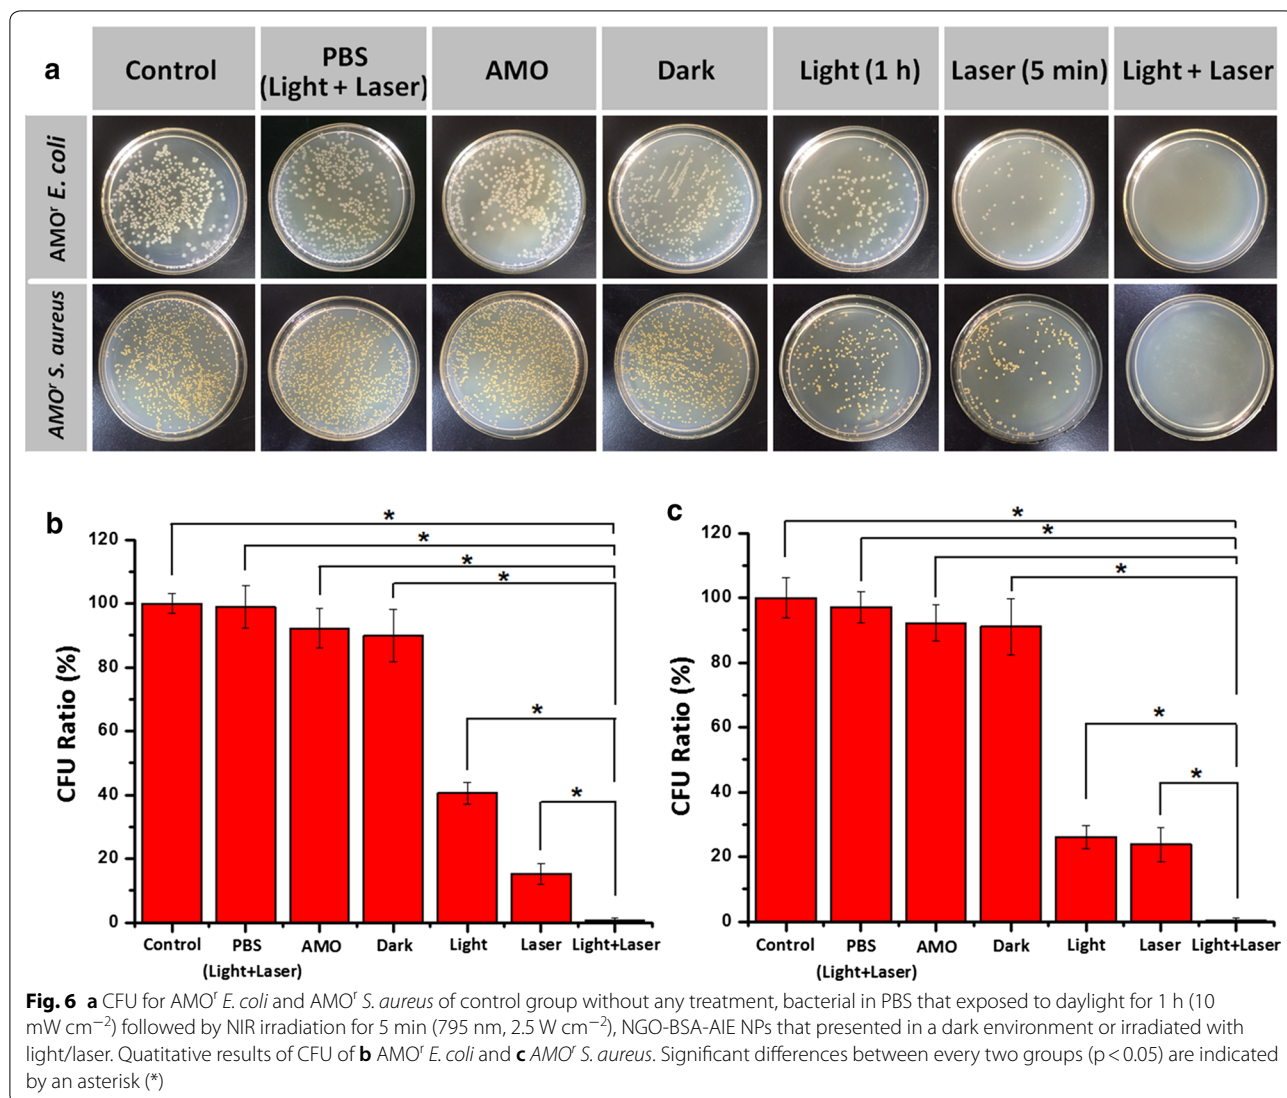 a
Control
PBS
(Light + Laser)
AMO
Dark
Light (1 h)
Laser (5 min)
Light + Laser
AMOʳ E. coli
AMOʳ S. aureus
b
*
*
*
*
*
*
120
100
80
60
40
20
0
CFU Ratio (%)
Control
PBS
(Light+Laser)
AMO
Dark
Light
Laser
Light+Laser
c
*
*
*
*
*
120
100
80
60
40
20
0
CFU Ratio (%)
Control
PBS
(Light+Laser)
AMO
Dark
Light
Laser
Light+Laser
Fig. 6 a CFU for AMOʳ E. coli and AMOʳ S. aureus of control group without any treatment, bacterial in PBS that exposed to daylight for 1 h (10
mW cm⁻²) followed by NIR irradiation for 5 min (795 nm, 2.5 W cm⁻²), NGO-BSA-AIE NPs that presented in a dark environment or irradiated with
light/laser. Quatitative results of CFU of b AMOʳ E. coli and c AMOʳ S. aureus. Significant differences between every two groups (p < 0.05) are indicated
by an asterisk (*)